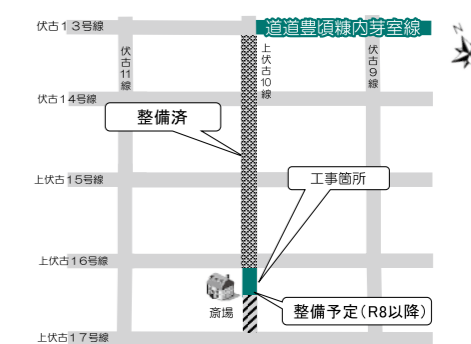 伏古13号線
道道豊頃糠内芽室線
伏古11線
上伏古10線
伏古9線
伏古14号線
整備済
上伏古15号線
工事箇所
上伏古16号線
斎場
整備予定(R8以降)
上伏古17号線
N